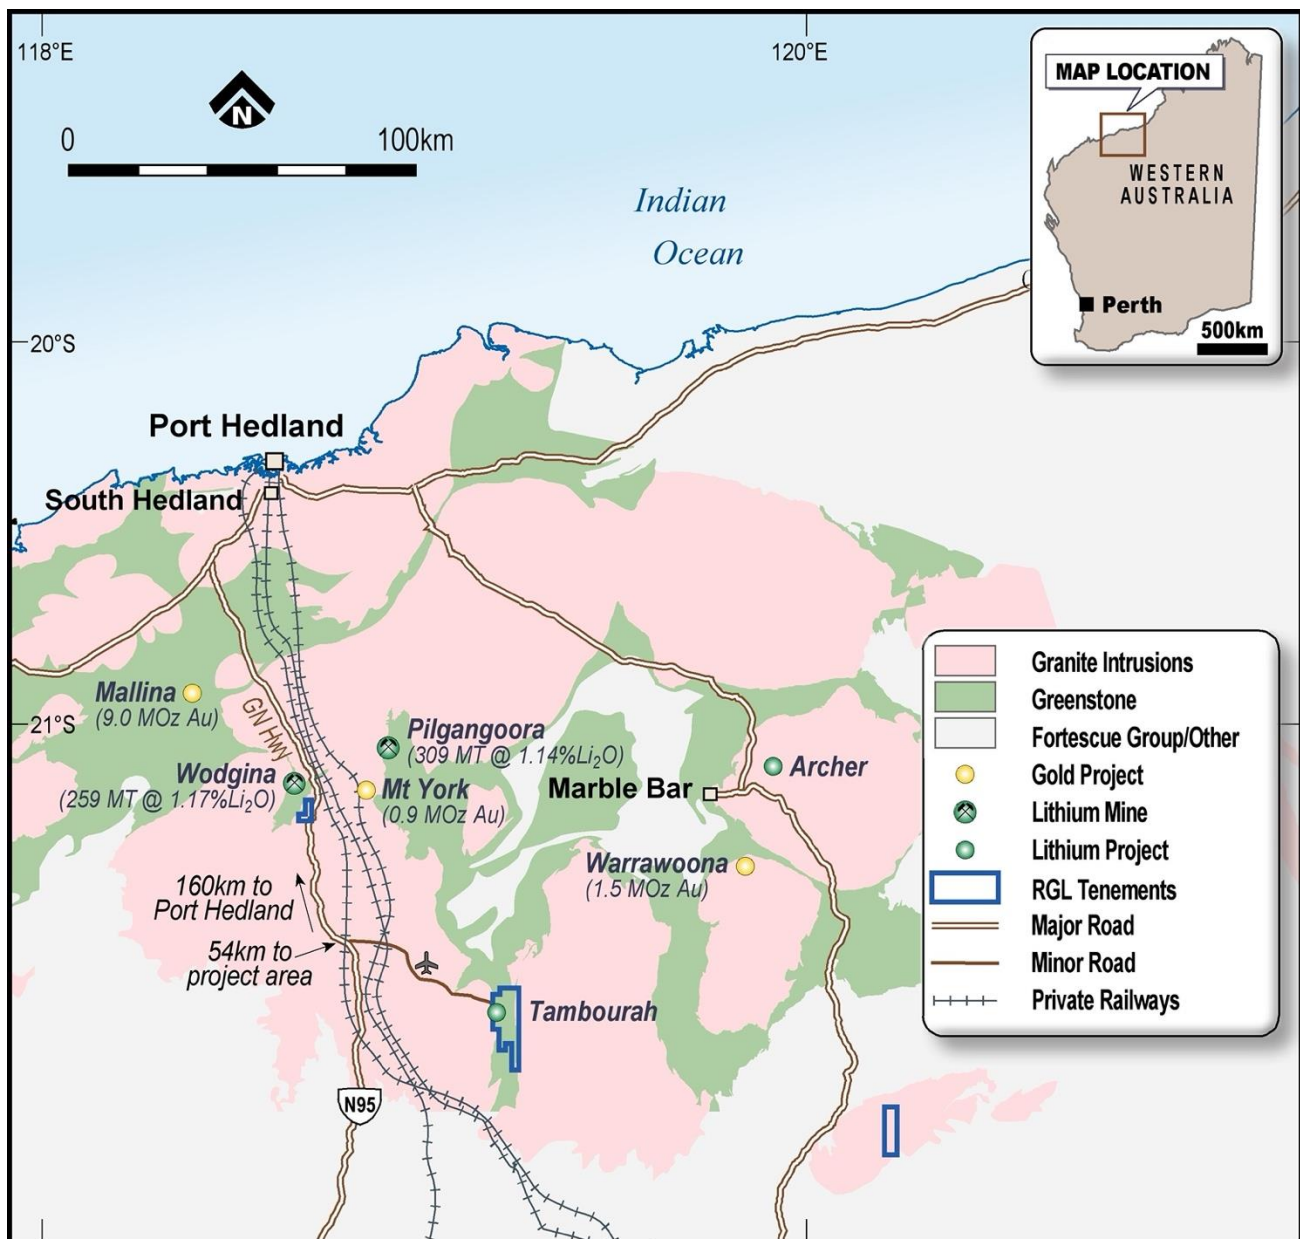 118°E
120°E
N
0
100km
Indian
Ocean
MAP LOCATION
WESTERN
AUSTRALIA
Perth
500km
20°S
Port Hedland
South Hedland
Mallina
(9.0 MOz Au)
GN HWY
21°S
Pilgangoora
(309 MT @ 1.14%Li₂O)
Wodgina
(259 MT @ 1.17%Li₂O)
Mt York
(0.9 MOz Au)
Marble Bar
Archer
Warrawoona
(1.5 MOz Au)
160km to
Port Hedland
54km to
project area
Tambourah
N95
Granite Intrusions
Greenstone
Fortescue Group/Other
Gold Project
Lithium Mine
Lithium Project
RGL Tenements
Major Road
Minor Road
Private Railways